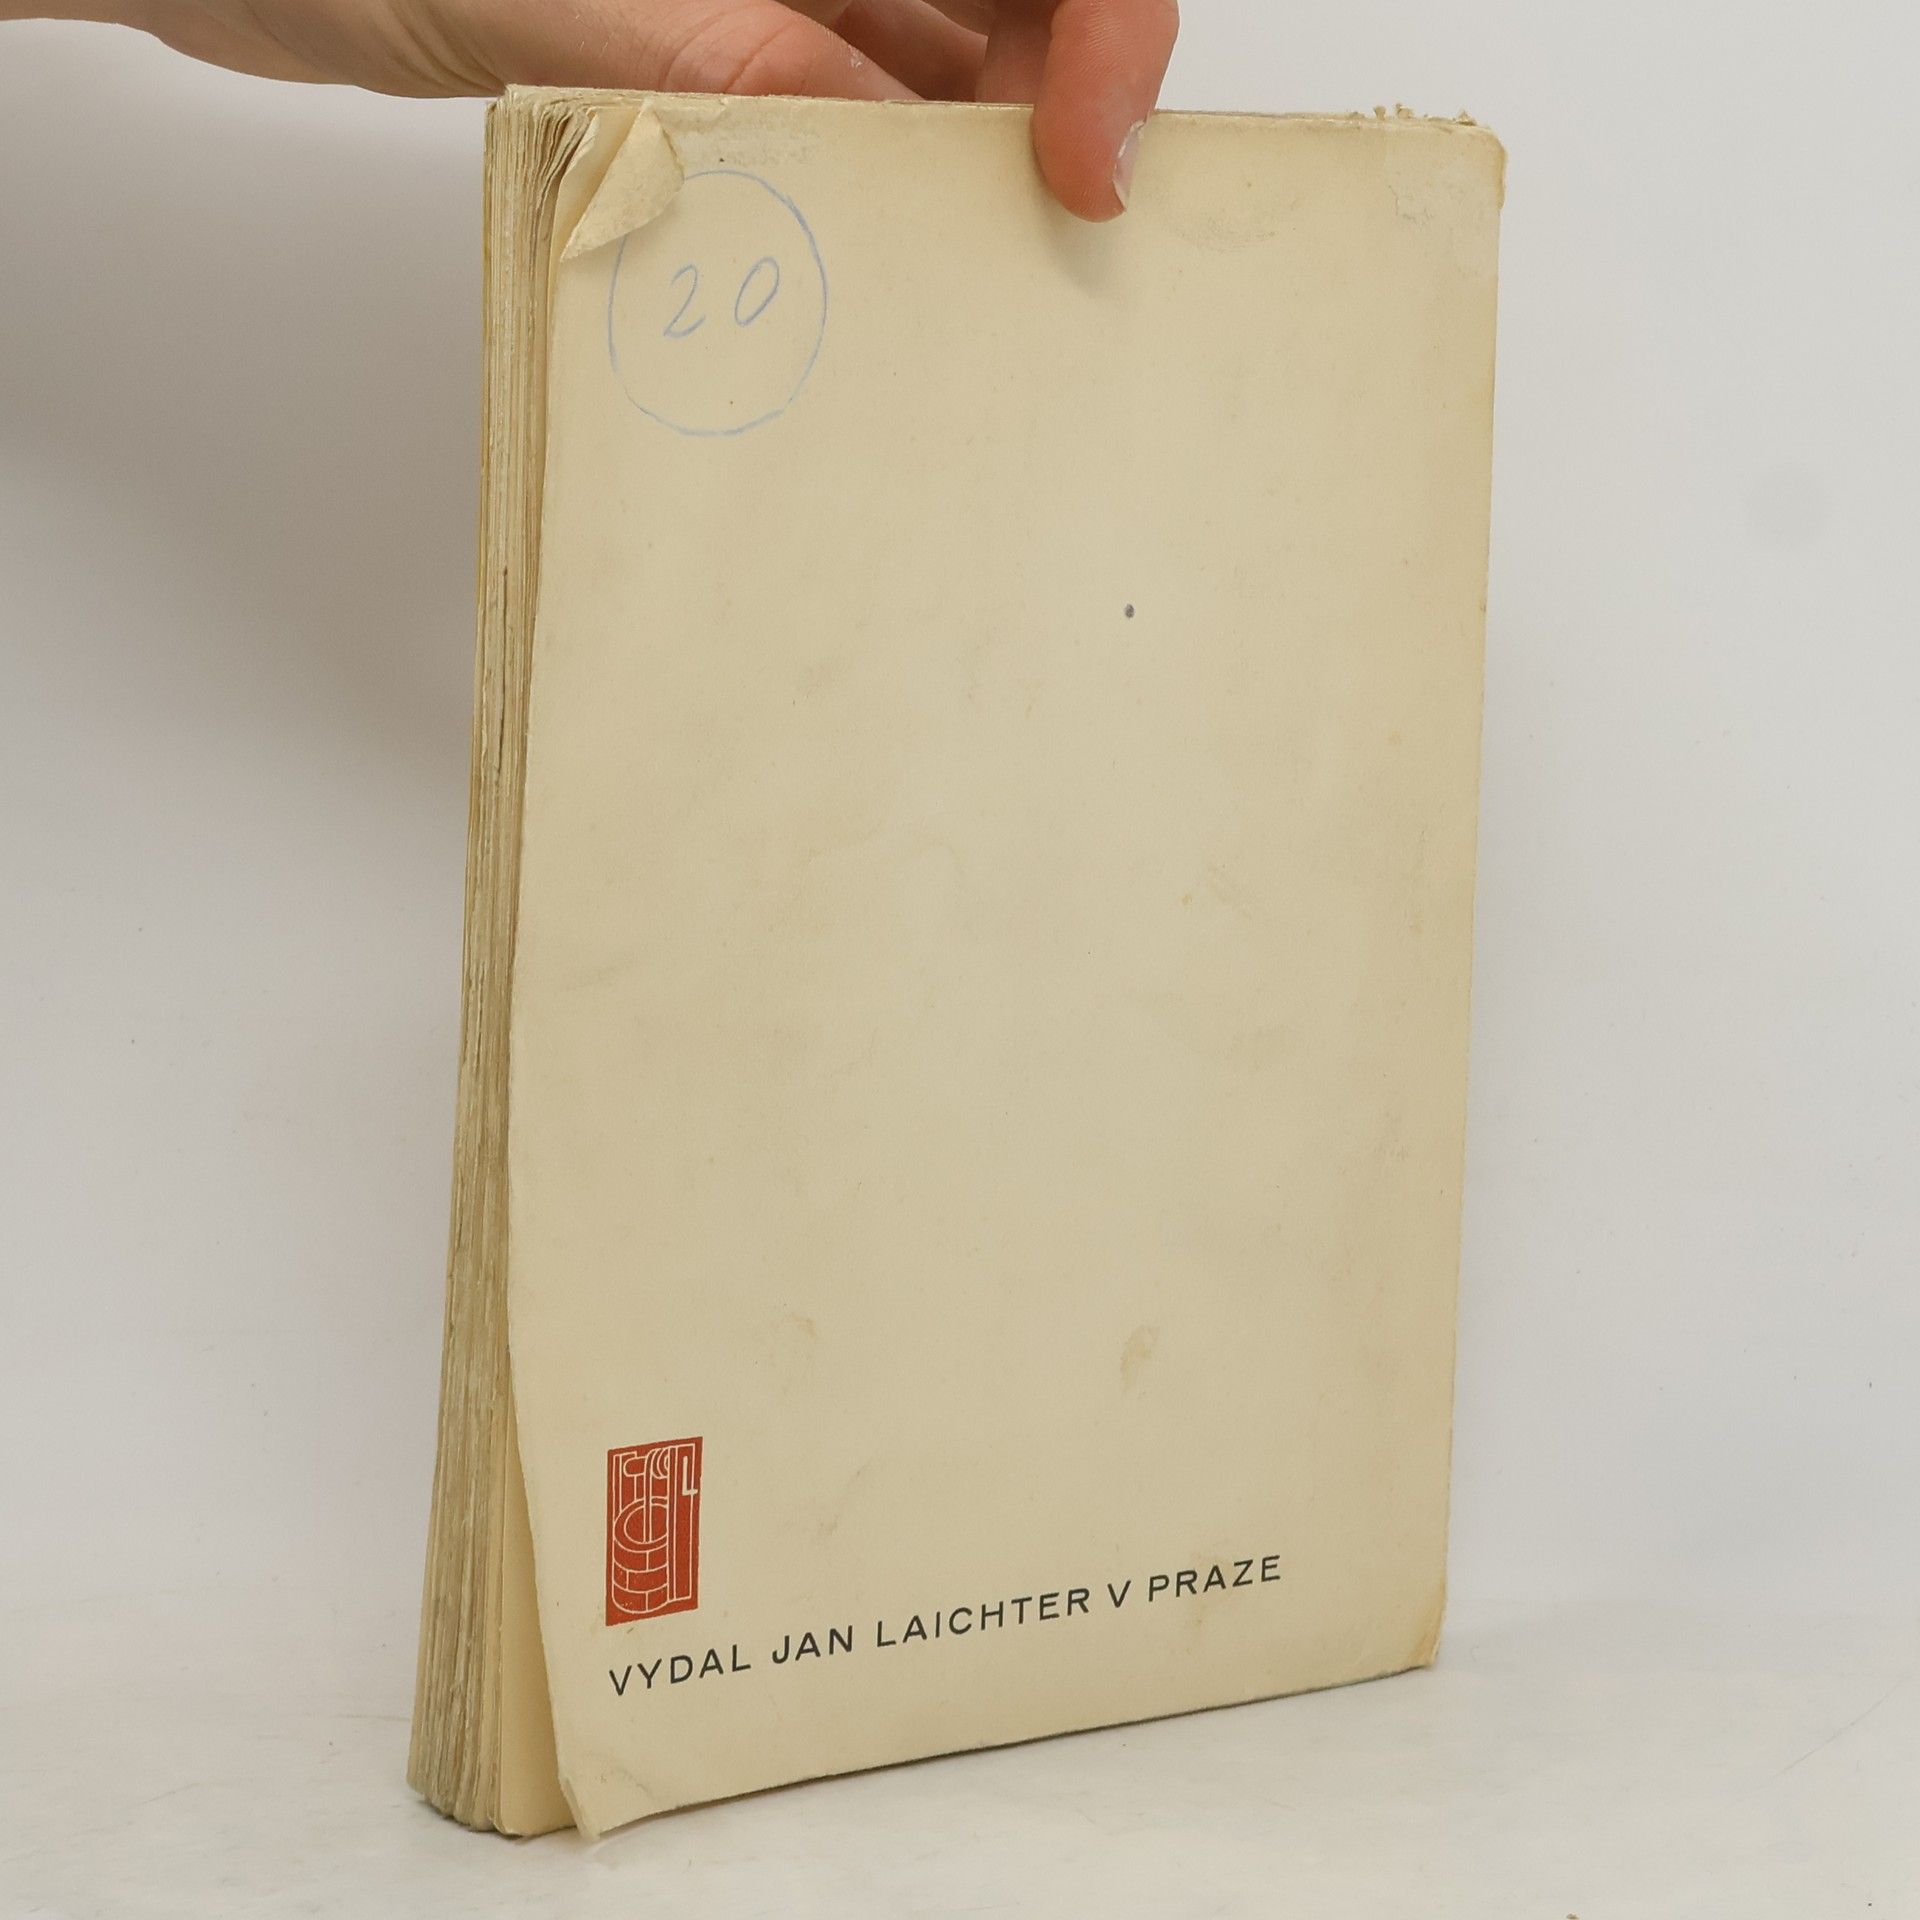 20
L
VYDAL JAN LAICHTER V PRAZE